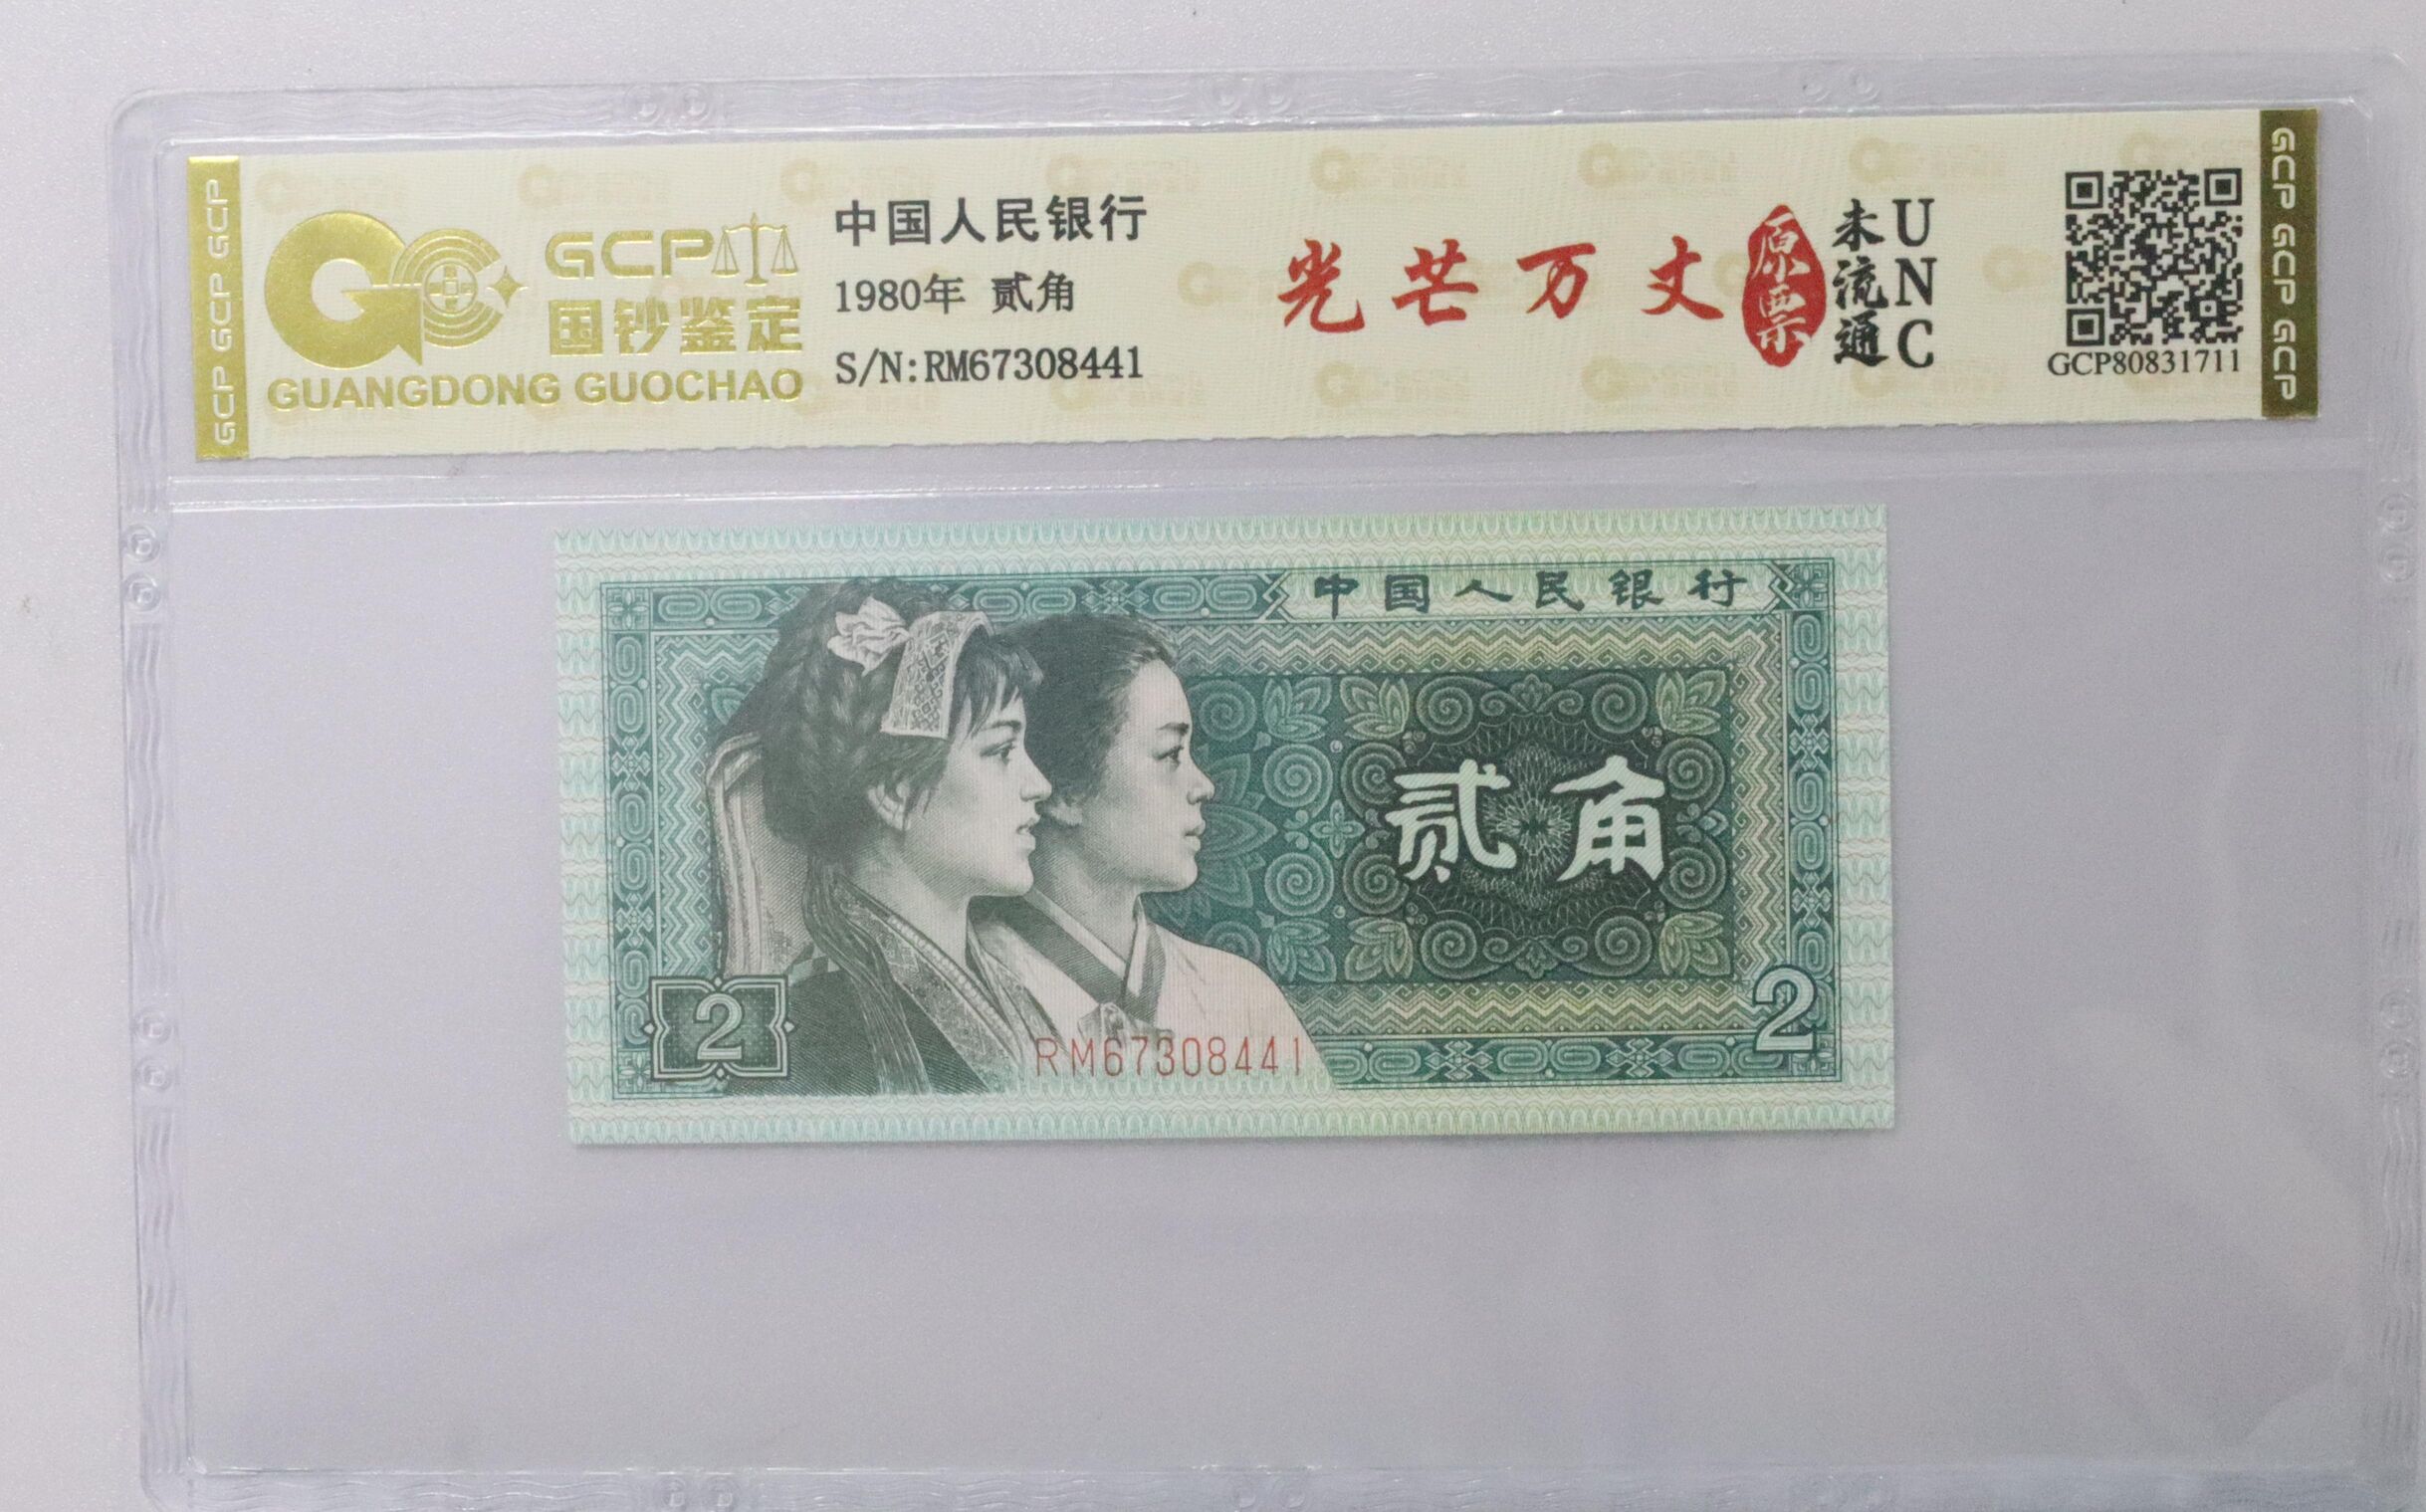 GCP GCP GCP
GCP
国钞鉴定
GUANGDONG GUOCHAO
中国人民银行
1980年 贰角
S/N:RM67308441
光芒万丈
原票
未流通
UNC
GCP80831711
GCP GCP GCP
中国人民银行
贰角
2
2
RM67308441